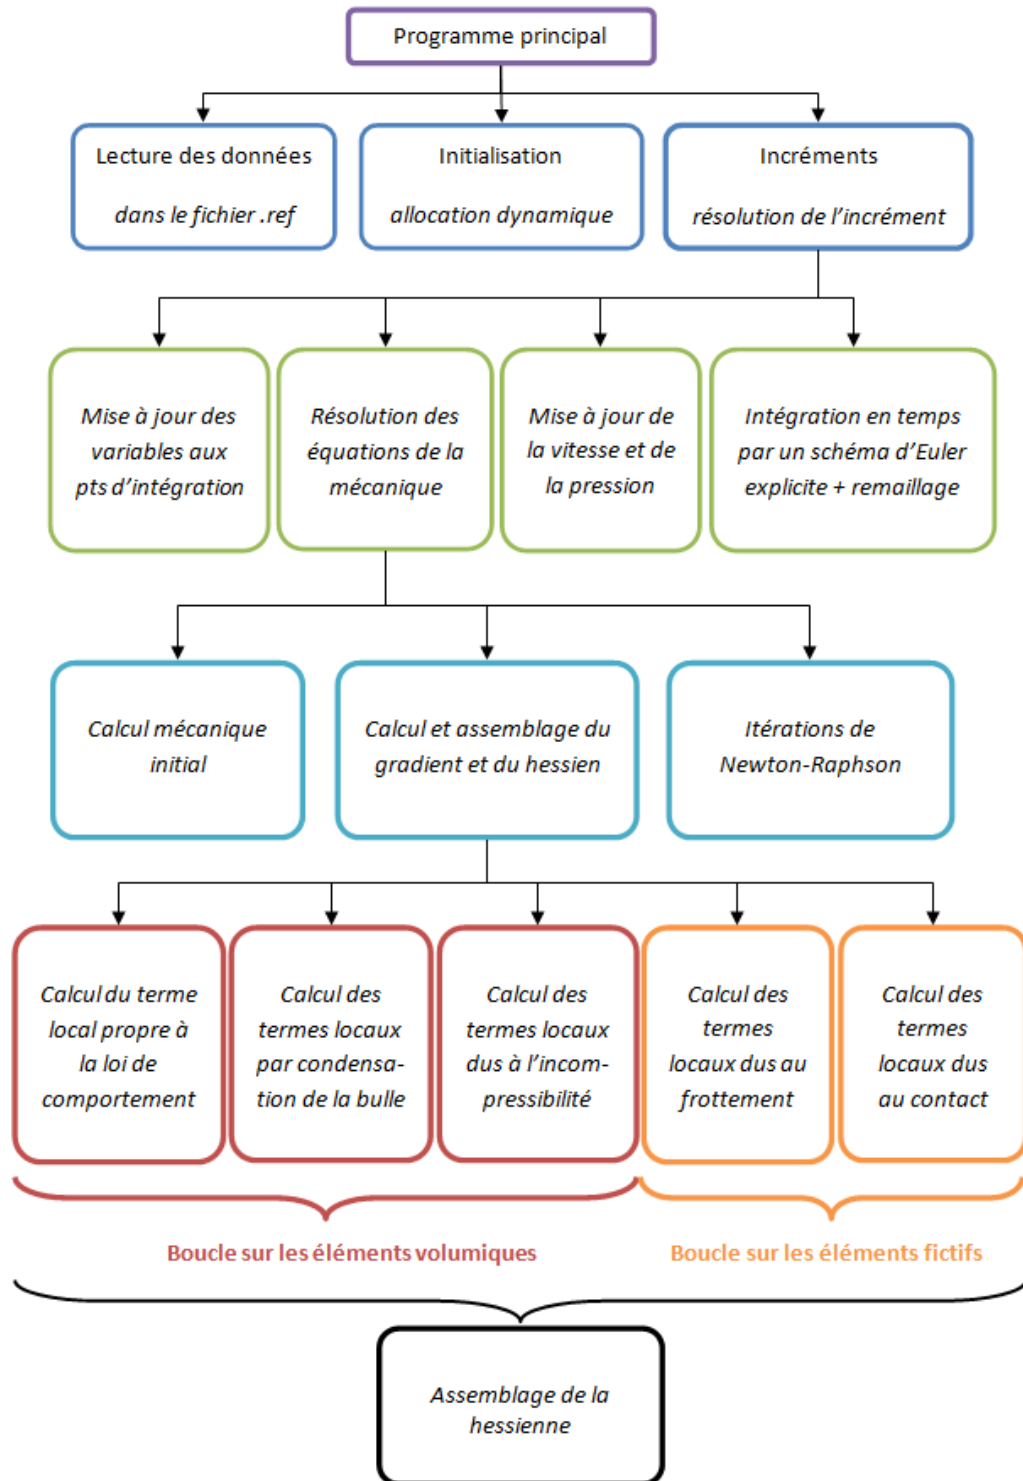 Programme principal
Lecture des données
dans le fichier .ref
Initialisation
allocation dynamique
Incréments
résolution de l'incrément
Mise à jour des
variables aux
pts d'intégration
Résolution des
équations de la
mécanique
Mise à jour de
la vitesse et de
la pression
Intégration en temps
par un schéma d'Euler
explicite + remaillage
Calcul mécanique
initial
Calcul et assemblage du
gradient et du hessien
Itérations de
Newton-Raphson
Calcul du terme
local propre à
la loi de
comportement
Calcul des
termes locaux
par condensa-
tion de la bulle
Calcul des
termes locaux
dus à l'incom-
pressibilité
Calcul des
termes
locaux dus au
frottement
Calcul des
termes
locaux dus
au contact
Boucle sur les éléments volumiques
Boucle sur les éléments fictifs
Assemblage de la
hessienne